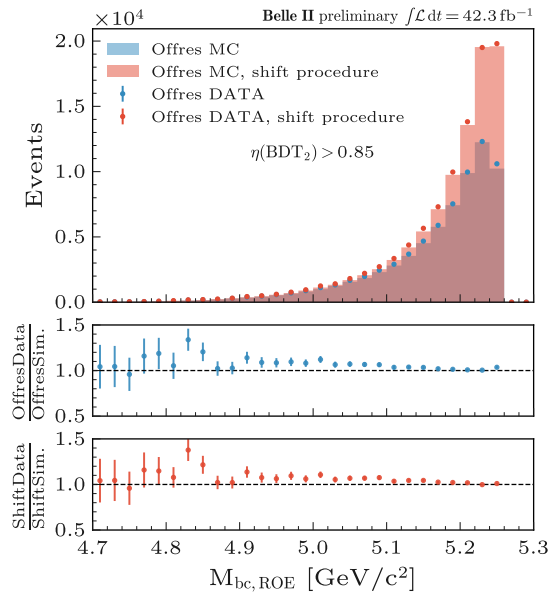 ×10⁴ Belle II preliminary ∫ℒ dt = 42.3 fb⁻¹
Offres MC
Offres MC, shift procedure
Offres DATA
Offres DATA, shift procedure
η(BDT₂) > 0.85
Events
2.0
1.5
1.0
0.5
0.0
OffresData
OffresSim.
1.5
1.0
0.5
ShiftData
ShiftSim.
1.5
1.0
0.5
4.7 4.8 4.9 5.0 5.1 5.2 5.3
M_bc, ROE [GeV/c²]